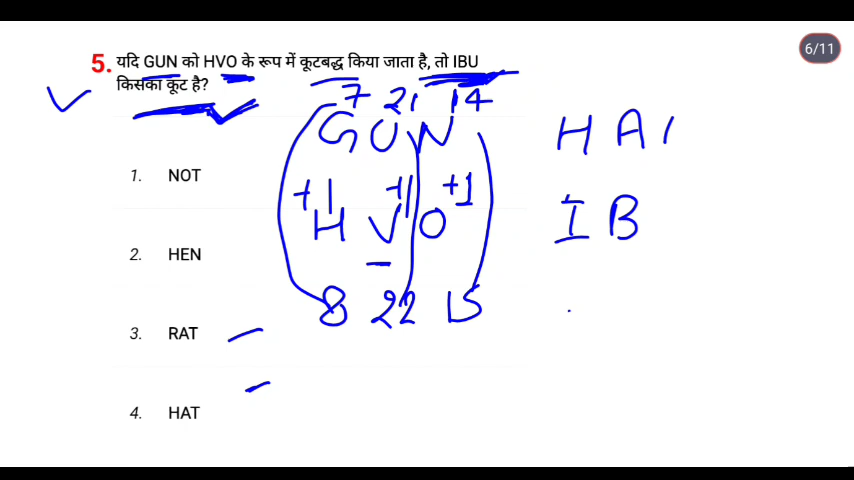 6/11
5. यदि GUN को HVO के रूप में कूटबद्ध किया जाता है, तो IBU
किसका कूट है?
7 21 14
G U N
H A
1. NOT
+1 +1 +1
H V O
I B
2. HEN
8 22 15
3. RAT
4. HAT